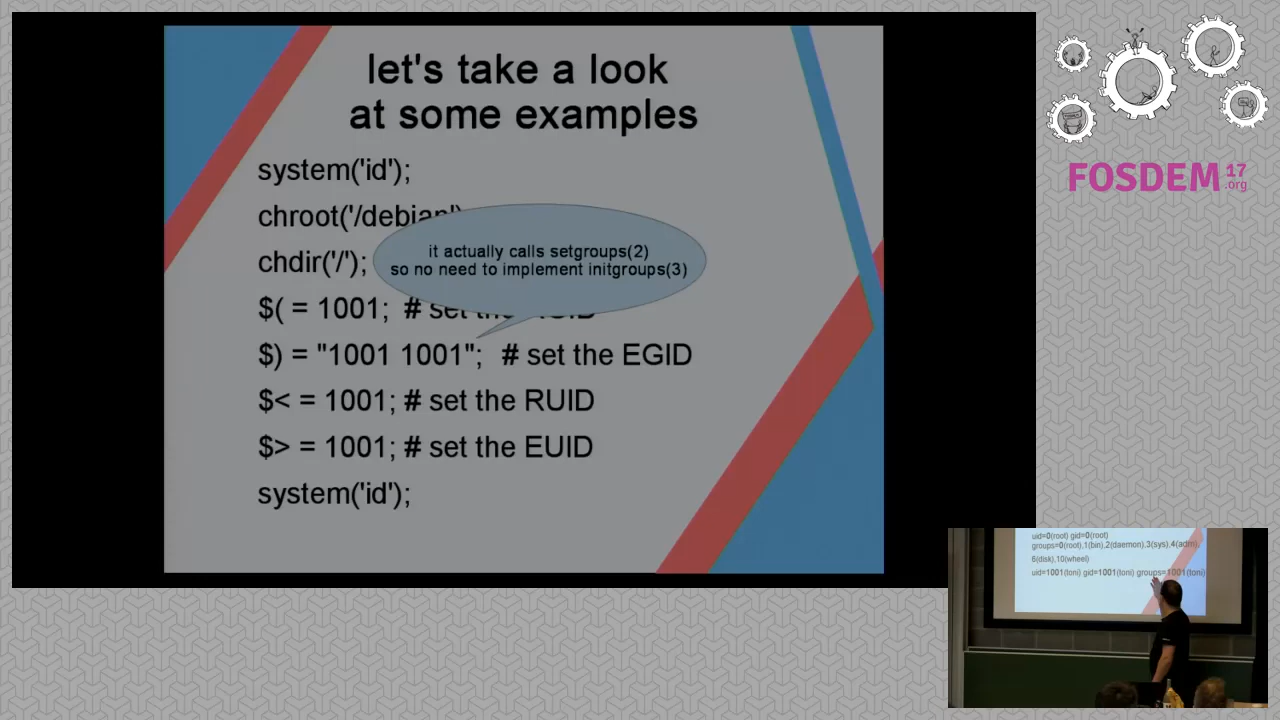 let's take a look
at some examples
system('id');
chroot('/debian')
it actually calls setgroups(2)
so no need to implement initgroups(3)
chdir('/');
$( = 1001; # set the RGID
$) = "1001 1001"; # set the EGID
$< = 1001; # set the RUID
$> = 1001; # set the EUID
system('id');
FOSDEM 17
.org
uid=0(root) gid=0(root)
groups=0(root),1(bin),2(daemon),3(sys),4(adm),
6(disk),10(wheel)
uid=1001(toni) gid=1001(toni) groups=1001(toni)